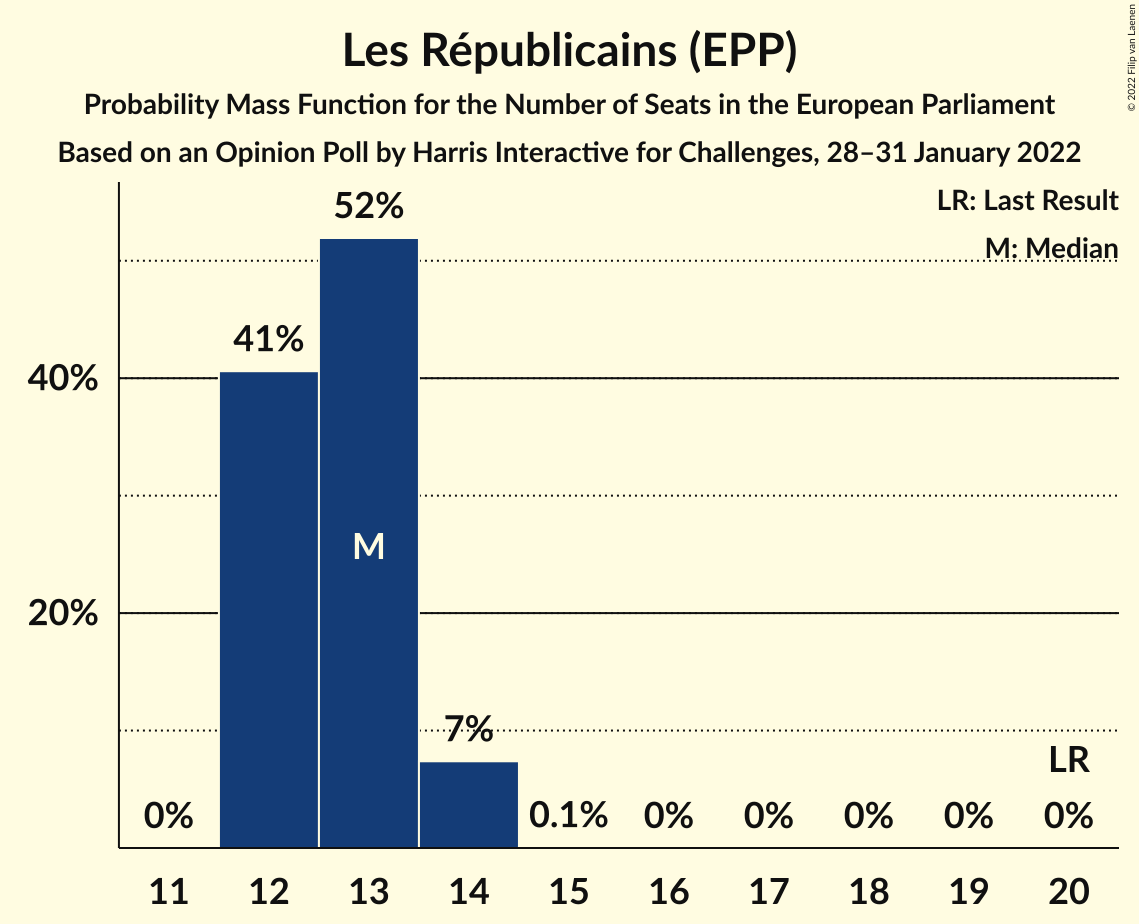 Les Républicains (EPP)
Probability Mass Function for the Number of Seats in the European Parliament
Based on an Opinion Poll by Harris Interactive for Challenges, 28–31 January 2022
© 2022 Filip van Laenen
LR: Last Result
M: Median
52%
41%
40%
M
20%
7%
LR
0%
0.1%
0%
0%
0%
0%
0%
11 12 13 14 15 16 17 18 19 20